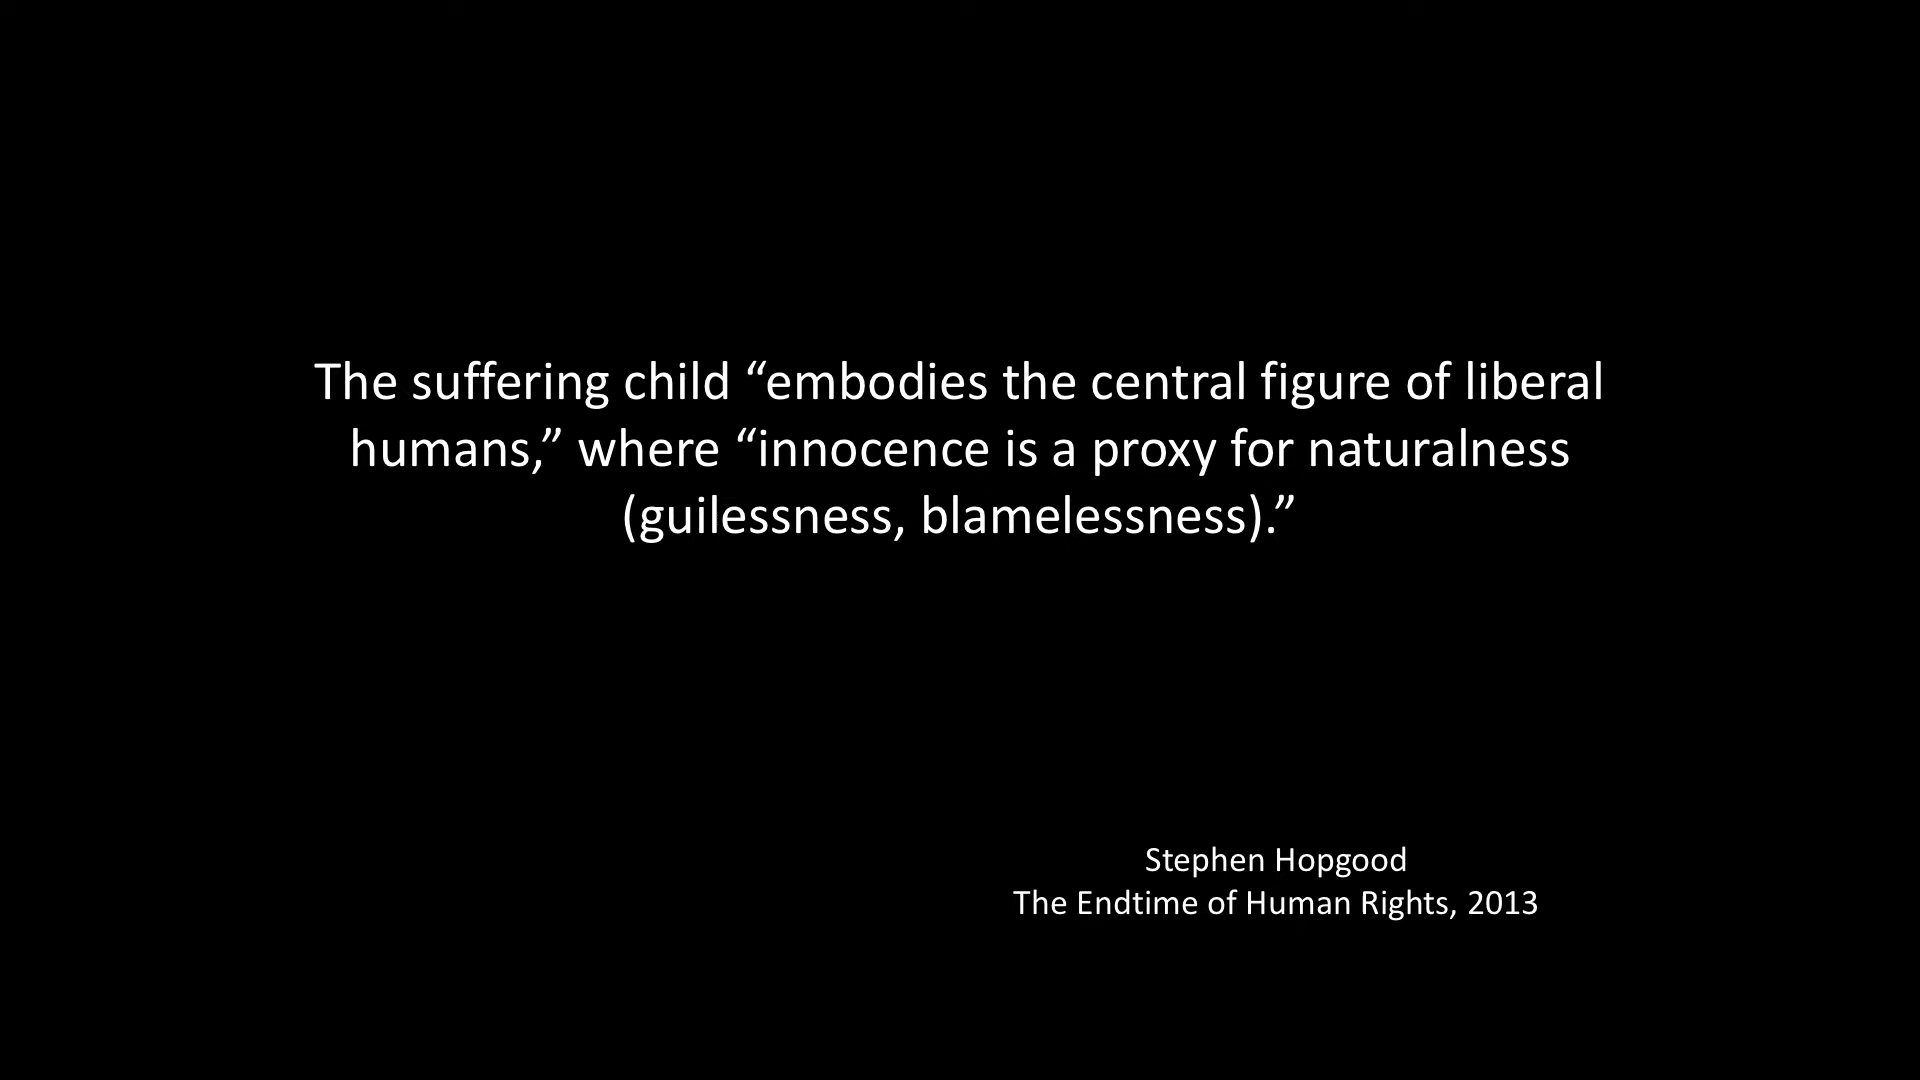 The suffering child “embodies the central figure of liberal
humans,” where “innocence is a proxy for naturalness
(guilessness, blamelessness).”
Stephen Hopgood
The Endtime of Human Rights, 2013